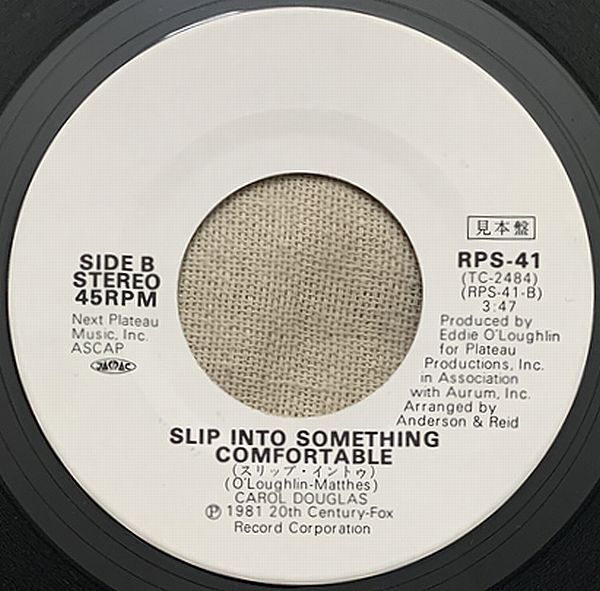 SIDE B
STEREO
45RPM
Next Plateau
Music, Inc.
ASCAP
JASRAC
見本盤
RPS-41
(TC-2484)
(RPS-41-B)
3:47
Produced by
Eddie O'Loughlin
for Plateau
Productions, Inc.
in Association
with Aurum, Inc.
Arranged by
Anderson & Reid
SLIP INTO SOMETHING
COMFORTABLE
(スリップ・イントゥ)
(O'Loughlin-Matthes)
CAROL DOUGLAS
Ⓟ 1981 20th Century-Fox
Record Corporation